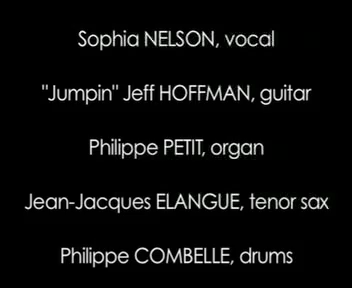 Sophia NELSON, vocal
"Jumpin" Jeff HOFFMAN, guitar
Philippe PETIT, organ
Jean-Jacques ELANGUE, tenor sax
Philippe COMBELLE, drums